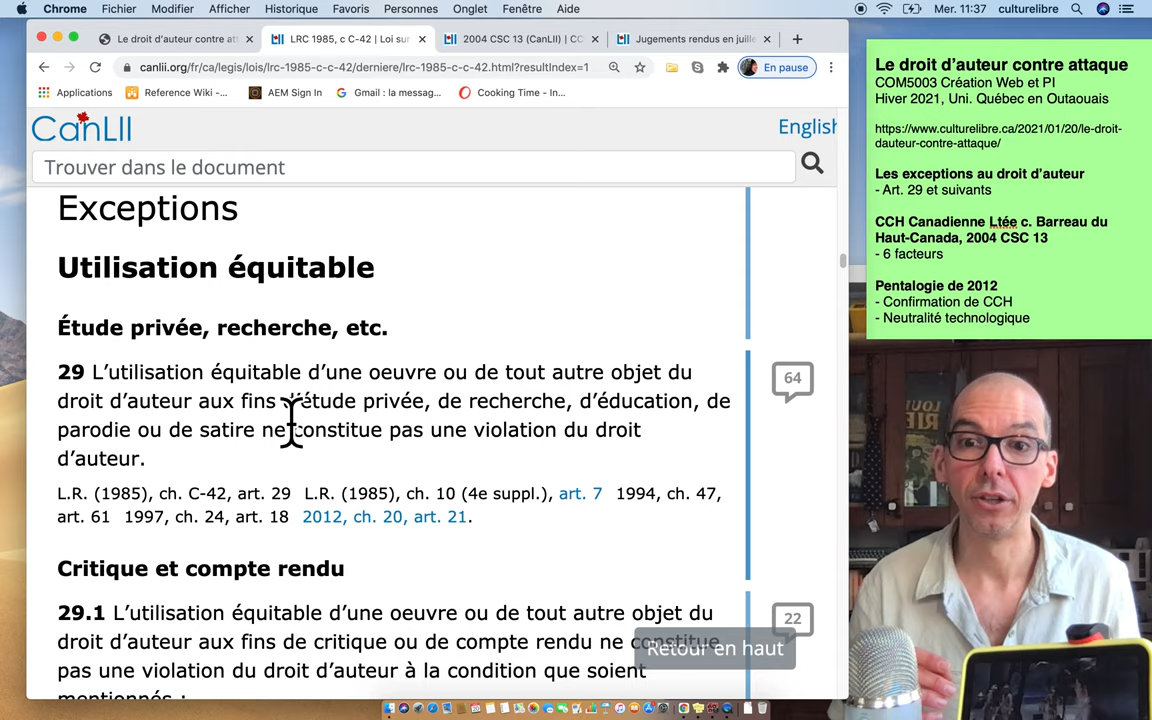 Chrome Fichier Modifier Afficher Historique Favoris Personnes Onglet Fenêtre Aide
Mer. 11:37 culturelibre
Le droit d'auteur contre att
LRC 1985, c C-42 | Loi sur
2004 CSC 13 (CanLII) | CC
Jugements rendus en juille
canlii.org/fr/ca/legis/lois/lrc-1985-c-c-42/derniere/lrc-1985-c-c-42.html?resultIndex=1
En pause
Applications
Reference Wiki -...
AEM Sign In
Gmail : la messag...
Cooking Time - In...
CanLII
English
Trouver dans le document
Exceptions
Utilisation équitable
Étude privée, recherche, etc.
29 L'utilisation équitable d'une oeuvre ou de tout autre objet du
droit d'auteur aux fins d'étude privée, de recherche, d'éducation, de
parodie ou de satire ne constitue pas une violation du droit
d'auteur.
64
L.R. (1985), ch. C-42, art. 29 L.R. (1985), ch. 10 (4e suppl.), art. 7 1994, ch. 47,
art. 61 1997, ch. 24, art. 18 2012, ch. 20, art. 21.
Critique et compte rendu
29.1 L'utilisation équitable d'une oeuvre ou de tout autre objet du
droit d'auteur aux fins de critique ou de compte rendu ne constitue
pas une violation du droit d'auteur à la condition que soient
mentionnés :
22
Retour en haut
Le droit d'auteur contre attaque
COM5003 Création Web et PI
Hiver 2021, Uni. Québec en Outaouais
https://www.culturelibre.ca/2021/01/20/le-droit-
dauteur-contre-attaque/
Les exceptions au droit d'auteur
- Art. 29 et suivants
CCH Canadienne Ltée c. Barreau du
Haut-Canada, 2004 CSC 13
- 6 facteurs
Pentalogie de 2012
- Confirmation de CCH
- Neutralité technologique